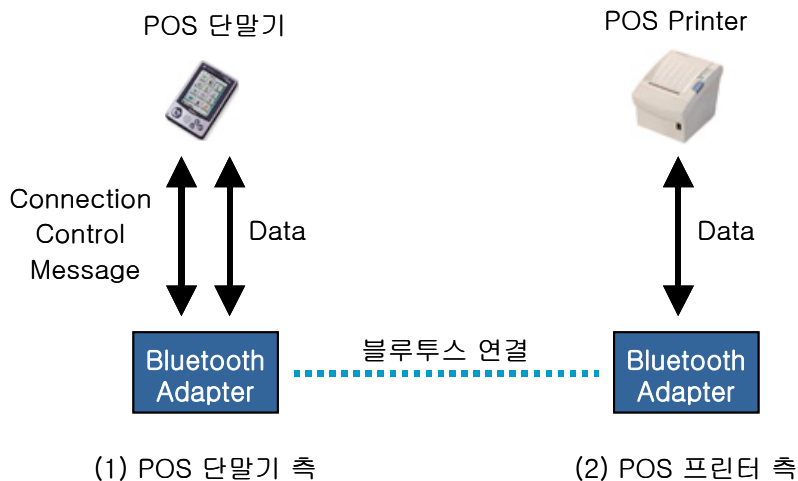 POS 단말기
POS Printer
Connection
Control
Message
Data
Data
Bluetooth
Adapter
블루투스 연결
Bluetooth
Adapter
(1) POS 단말기 측
(2) POS 프린터 측